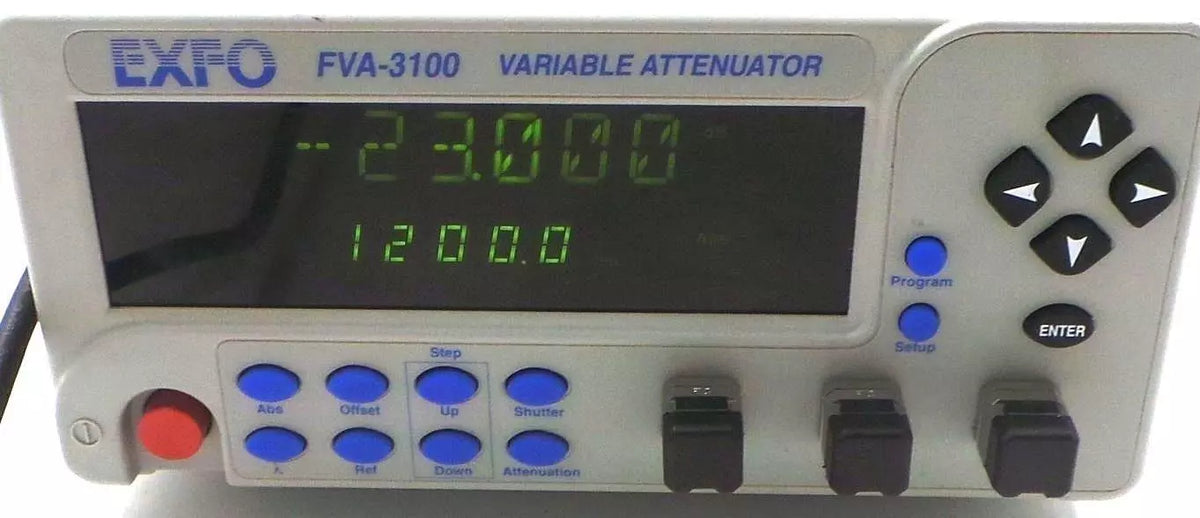 EXFO FVA-3100 VARIABLE ATTENUATOR
-23.000 dB
1200.0
Program
Setup
ENTER
Step
Abs Offset Up Shutter
λ Ref Down Attenuation